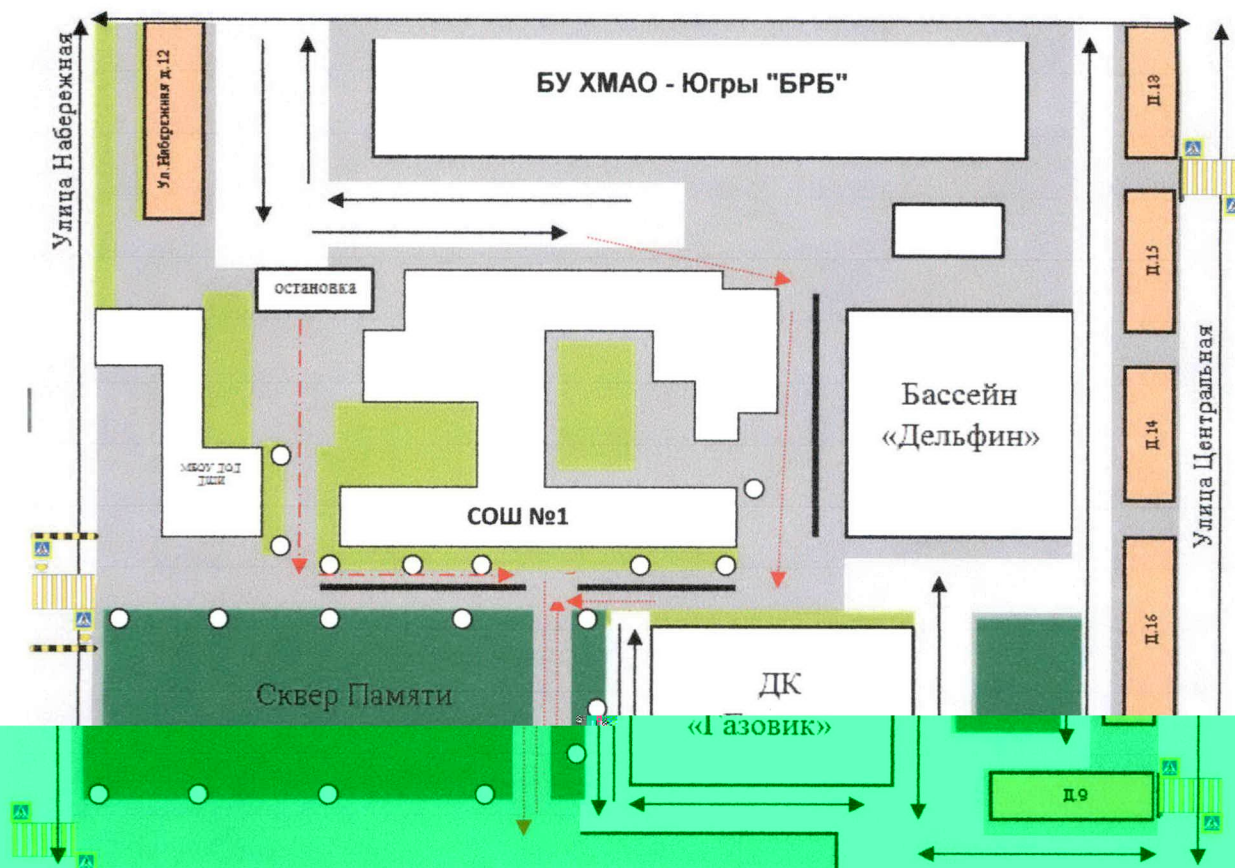 Улица Набережная
Ул.Набережная д.12
БУ ХМАО - Югры "БРБ"
Д.13
остановка
Д.15
Бассейн
«Дельфин»
Д.14
Улица Центральная
МБОУ ДОД
ДШИ
СОШ №1
Д.16
Сквер Памяти
ДК
«Газовик»
Д.9